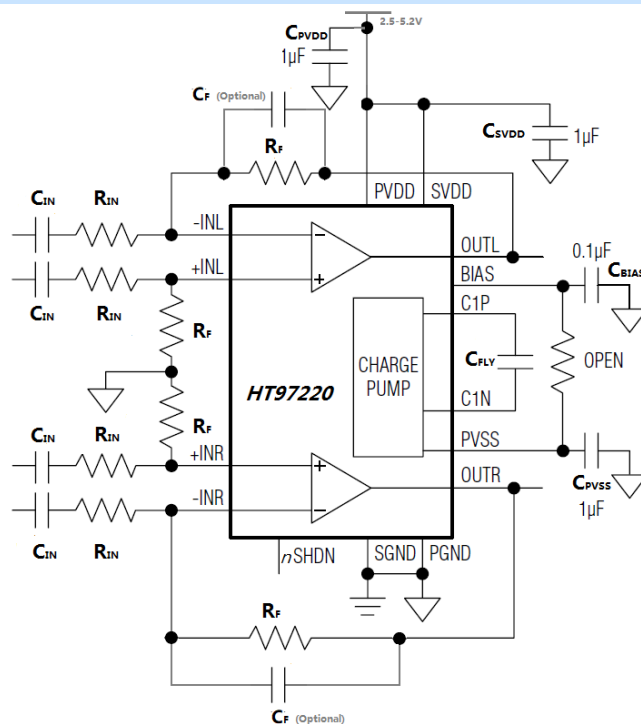 2.5-5.2V
CPVDD
1µF
CF (Optional)
CSVDD
1µF
RF
PVDD SVDD
CIN RIN
-INL
OUTL
0.1µF
CBIAS
BIAS
+INL
CIN RIN
C1P
RF
CHARGE
PUMP
CFLY
OPEN
HT97220
C1N
RF
PVSS
CIN RIN
+INR
OUTR
CPVSS
1µF
-INR
CIN RIN
nSHDN
SGND PGND
RF
CF (Optional)